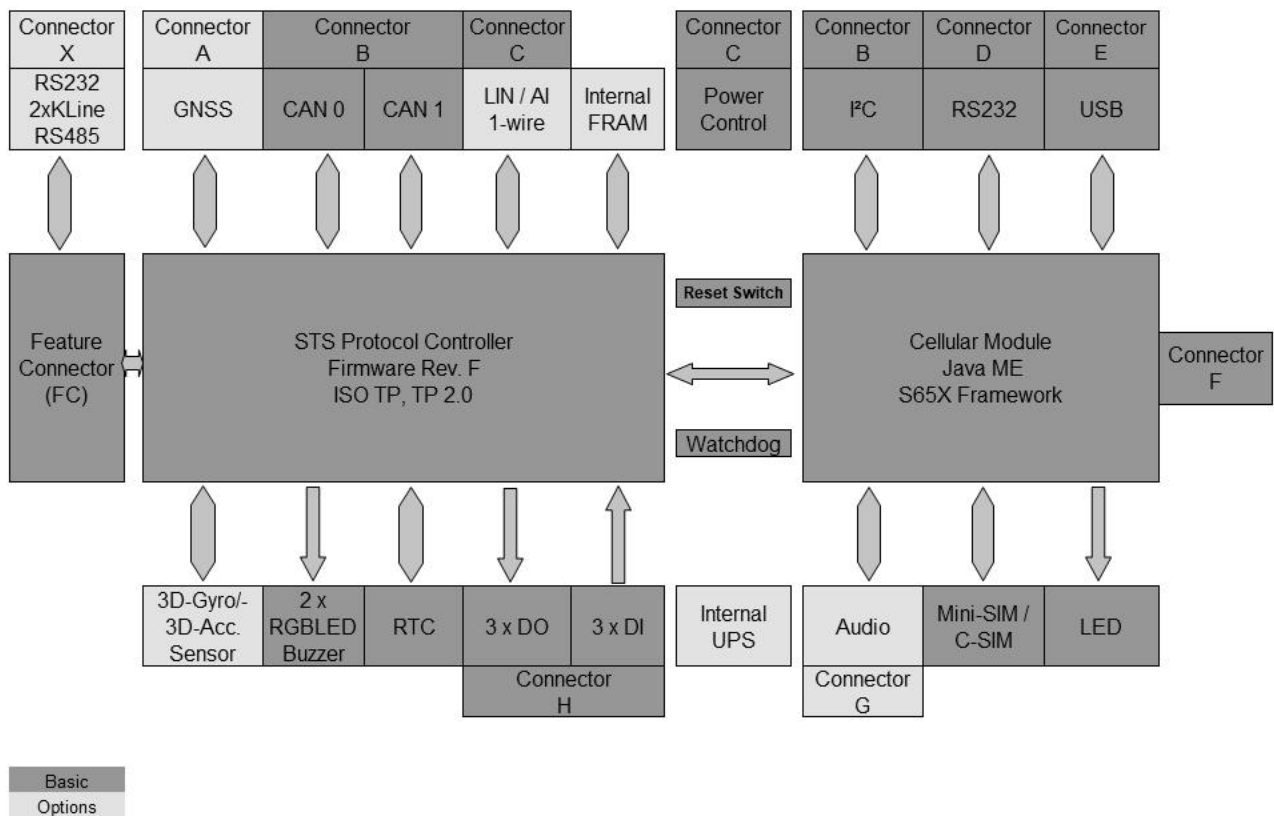 Connector
X
Connector
A
Connector
B
Connector
C
Connector
C
Connector
B
Connector
D
Connector
E
RS232
2xKLine
RS485
GNSS
CAN 0
CAN 1
LIN / AI
1-wire
Internal
FRAM
Power
Control
I²C
RS232
USB
Feature
Connector
(FC)
STS Protocol Controller
Firmware Rev. F
ISO TP, TP 2.0
Reset Switch
Watchdog
Cellular Module
Java ME
S65X Framework
Connector
F
3D-Gyro/-
3D-Acc.
Sensor
2 x
RGBLED
Buzzer
RTC
3 x DO
3 x DI
Connector
H
Internal
UPS
Audio
Connector
G
Mini-SIM /
C-SIM
LED
Basic
Options